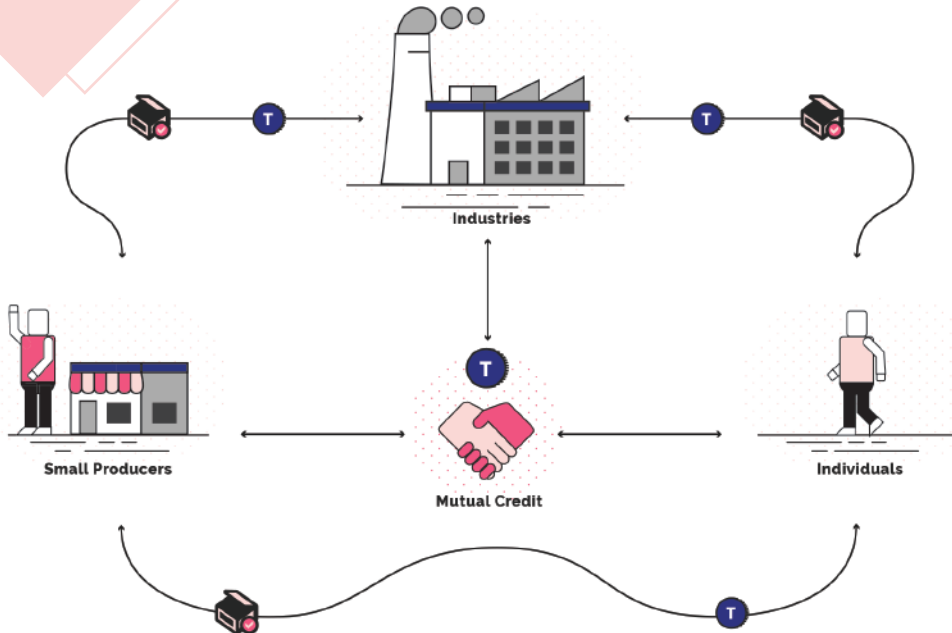 T
T
Industries
T
Small Producers
Individuals
Mutual Credit
T